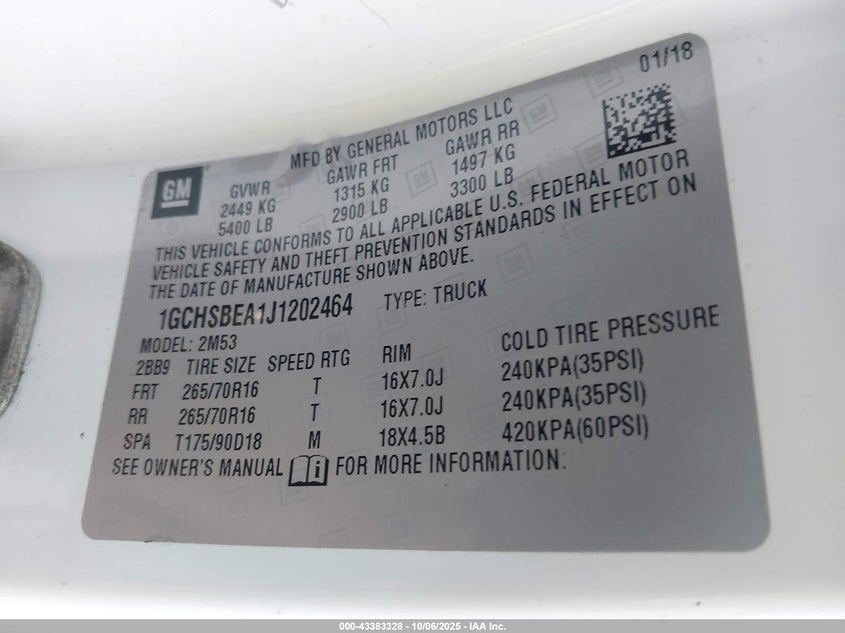 01/18
MFD BY GENERAL MOTORS LLC
GM
GVWR GAWR FRT GAWR RR
2449 KG 1315 KG 1497 KG
5400 LB 2900 LB 3300 LB
THIS VEHICLE CONFORMS TO ALL APPLICABLE U.S. FEDERAL MOTOR
VEHICLE SAFETY AND THEFT PREVENTION STANDARDS IN EFFECT ON
THE DATE OF MANUFACTURE SHOWN ABOVE.
1GCHSBEA1J1202464 TYPE: TRUCK
MODEL: 2M53
2BB9 TIRE SIZE SPEED RTG RIM COLD TIRE PRESSURE
FRT 265/70R16 T 16X7.0J 240KPA(35PSI)
RR 265/70R16 T 16X7.0J 240KPA(35PSI)
SPA T175/90D18 M 18X4.5B 420KPA(60PSI)
SEE OWNER'S MANUAL FOR MORE INFORMATION.
000-43383328 - 10/06/2025 - IAA Inc.